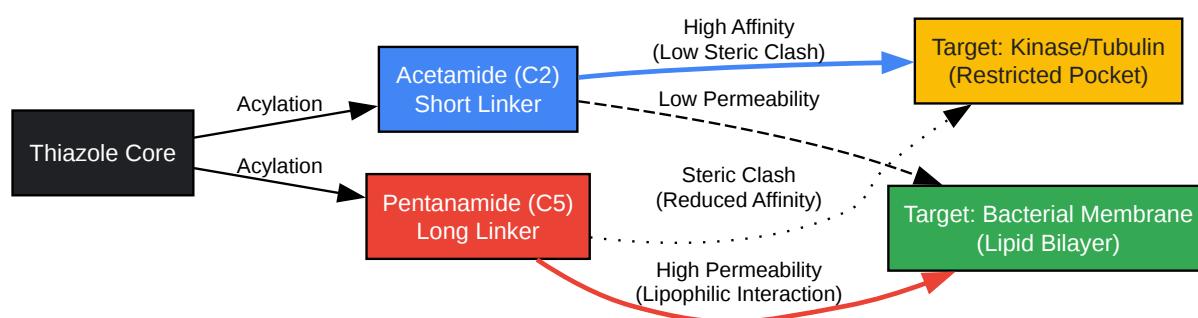 Thiazole Core
Acylation
Acylation
Acetamide (C2)
Short Linker
Pentanamide (C5)
Long Linker
High Affinity
(Low Steric Clash)
Low Permeability
Steric Clash
(Reduced Affinity)
High Permeability
(Lipophilic Interaction)
Target: Kinase/Tubulin
(Restricted Pocket)
Target: Bacterial Membrane
(Lipid Bilayer)